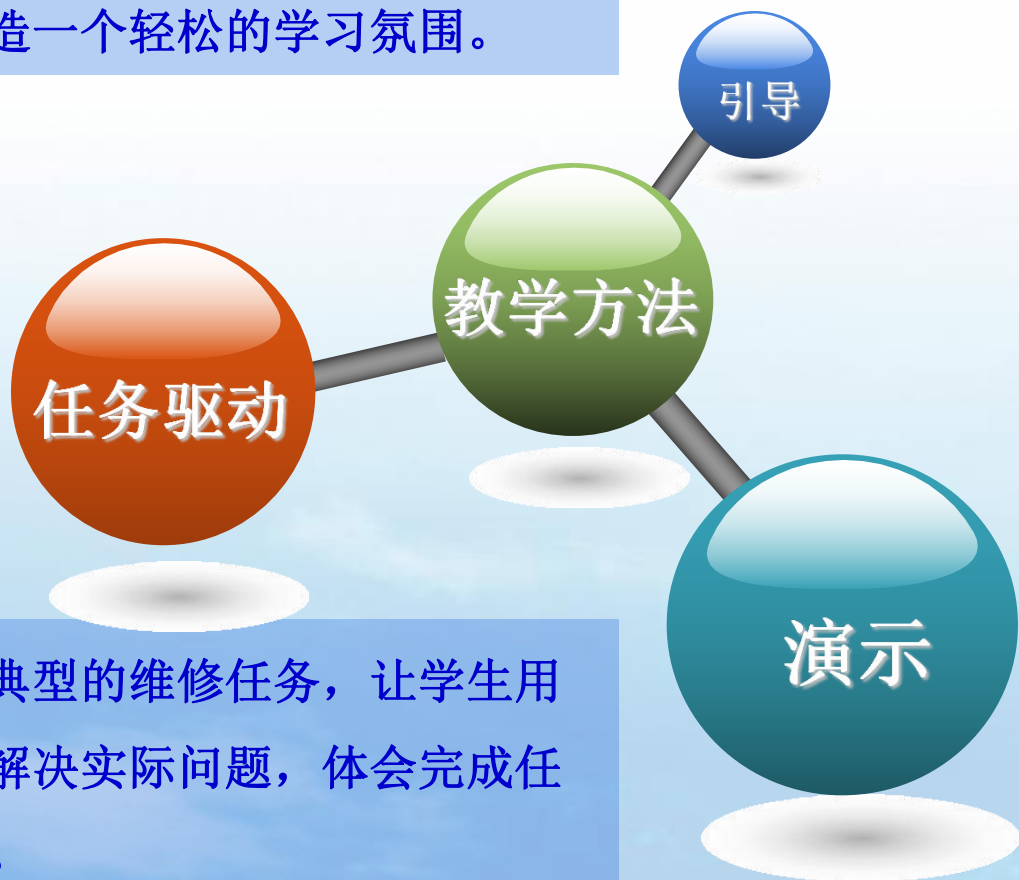 造一个轻松的学习氛围。
引导
教学方法
任务驱动
演示
典型的维修任务，让学生用
解决实际问题，体会完成任